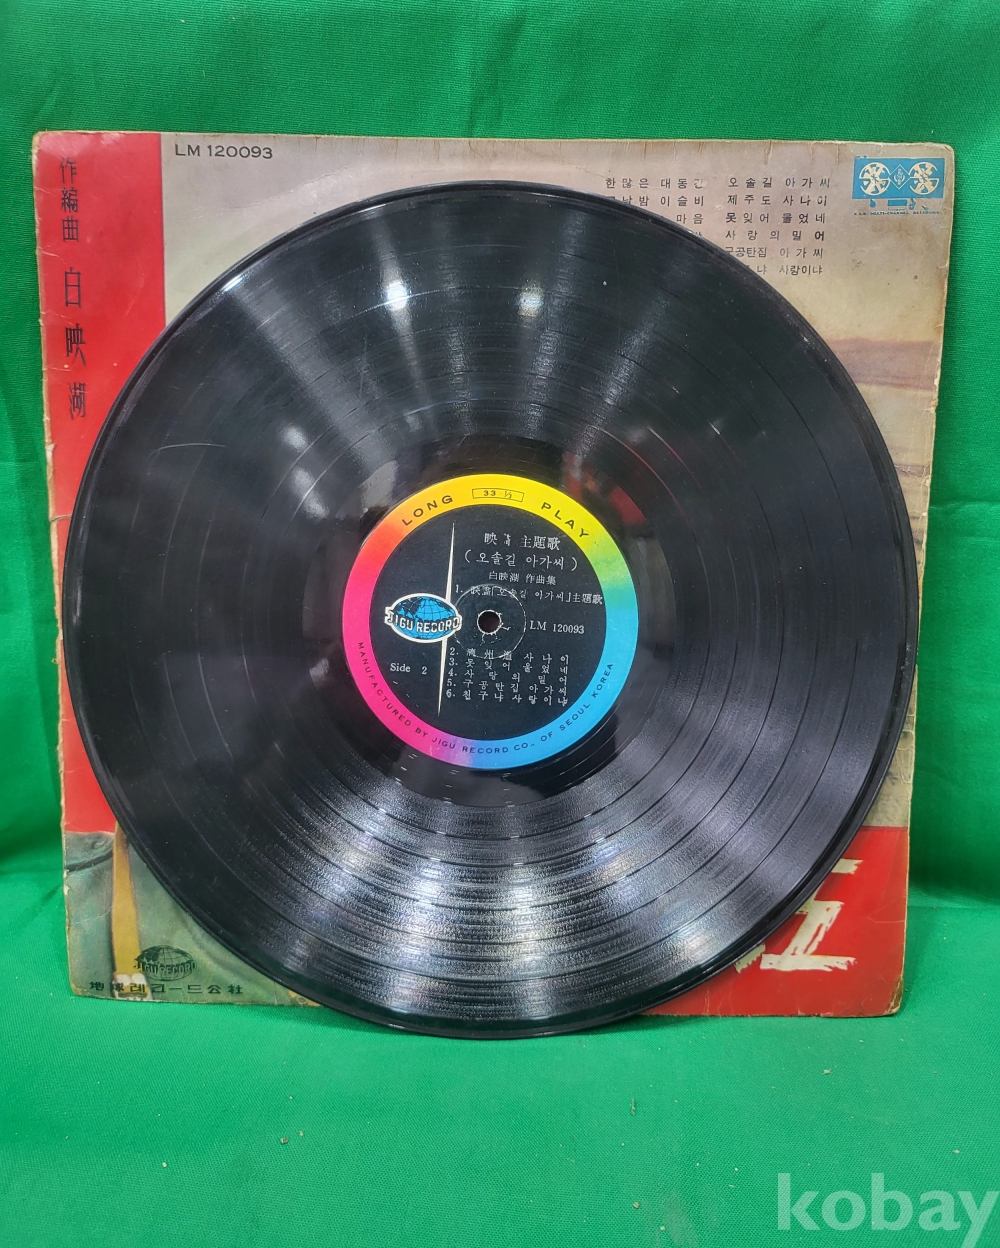 LM 120093
作編曲 白映湖
한많은 대동강 오솔길 아가씨
밤 이슬비 제주도 사나이
마음 못잊어 울었네
사랑의 밀어
구공탄집 아가씨
냐 사랑이냐
LONG 33 1/3 PLAY
映畵 主題歌
(오솔길 아가씨)
白映湖 作曲集
1. 映畵「오솔길 아가씨」主題歌
JIGU RECORD
LM 120093
Side 2
2. 濟州道 사나이
3. 못잊어 울었네
4. 사랑의 밀어
5. 구공탄집 아가씨
6. 친구냐 사랑이냐
MANUFACTURED BY JIGU RECORD CO., OF SEOUL KOREA
JIGU RECORD
地球레코ー드公社
kobay